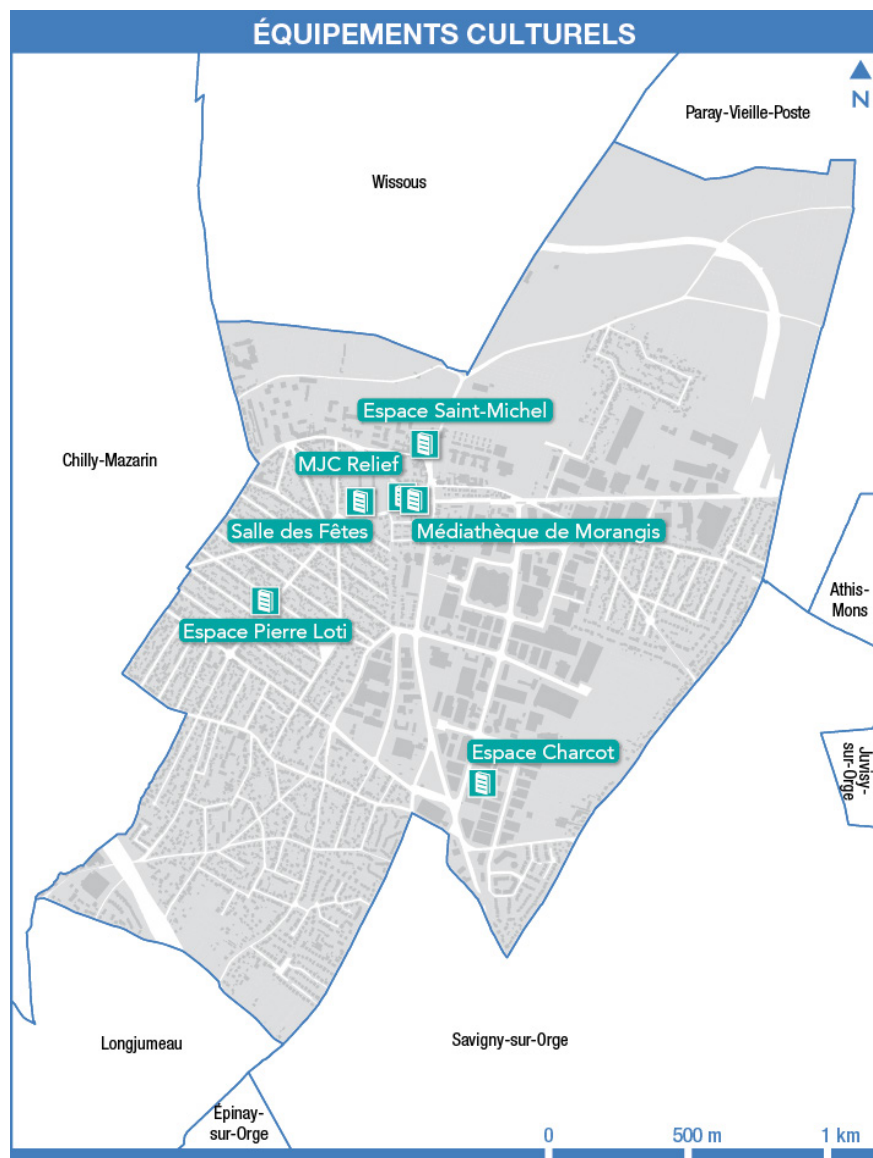 ÉQUIPEMENTS CULTURELS
N
Paray-Vieille-Poste
Wissous
Espace Saint-Michel
Chilly-Mazarin
MJC Relief
Salle des Fêtes
Médiathèque de Morangis
Athis-
Mons
Espace Pierre Loti
Espace Charcot
Juvisy-
sur-Orge
Longjumeau
Savigny-sur-Orge
Épinay-
sur-Orge
0
500 m
1 km